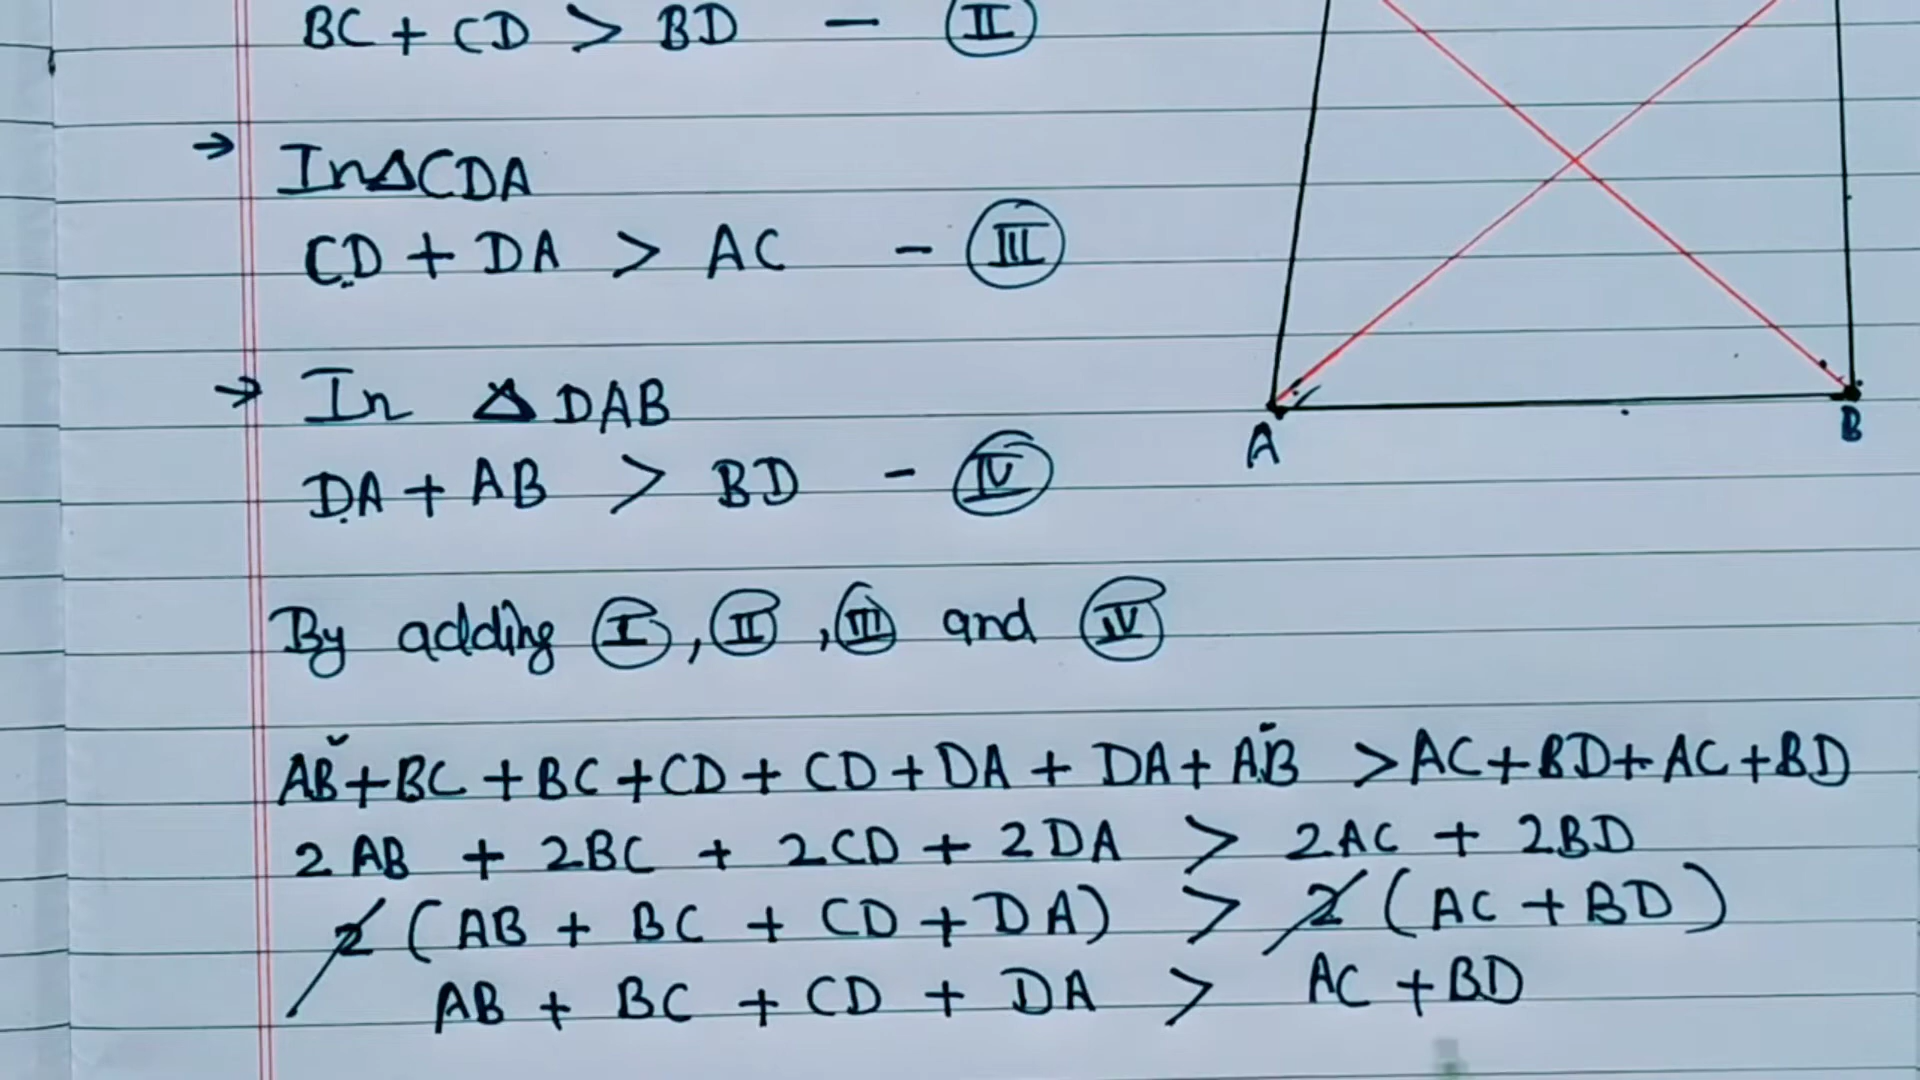 BC + CD > BD - II
→ In△CDA
CD + DA > AC - III
→ In △DAB
DA + AB > BD - IV
A
B
By adding I, II, III and IV
AB+BC+BC+CD+CD+DA+DA+AB >AC+BD+AC+BD
2AB + 2BC + 2CD + 2DA > 2AC + 2BD
2(AB + BC + CD + DA) > 2(AC + BD)
AB + BC + CD + DA > AC + BD